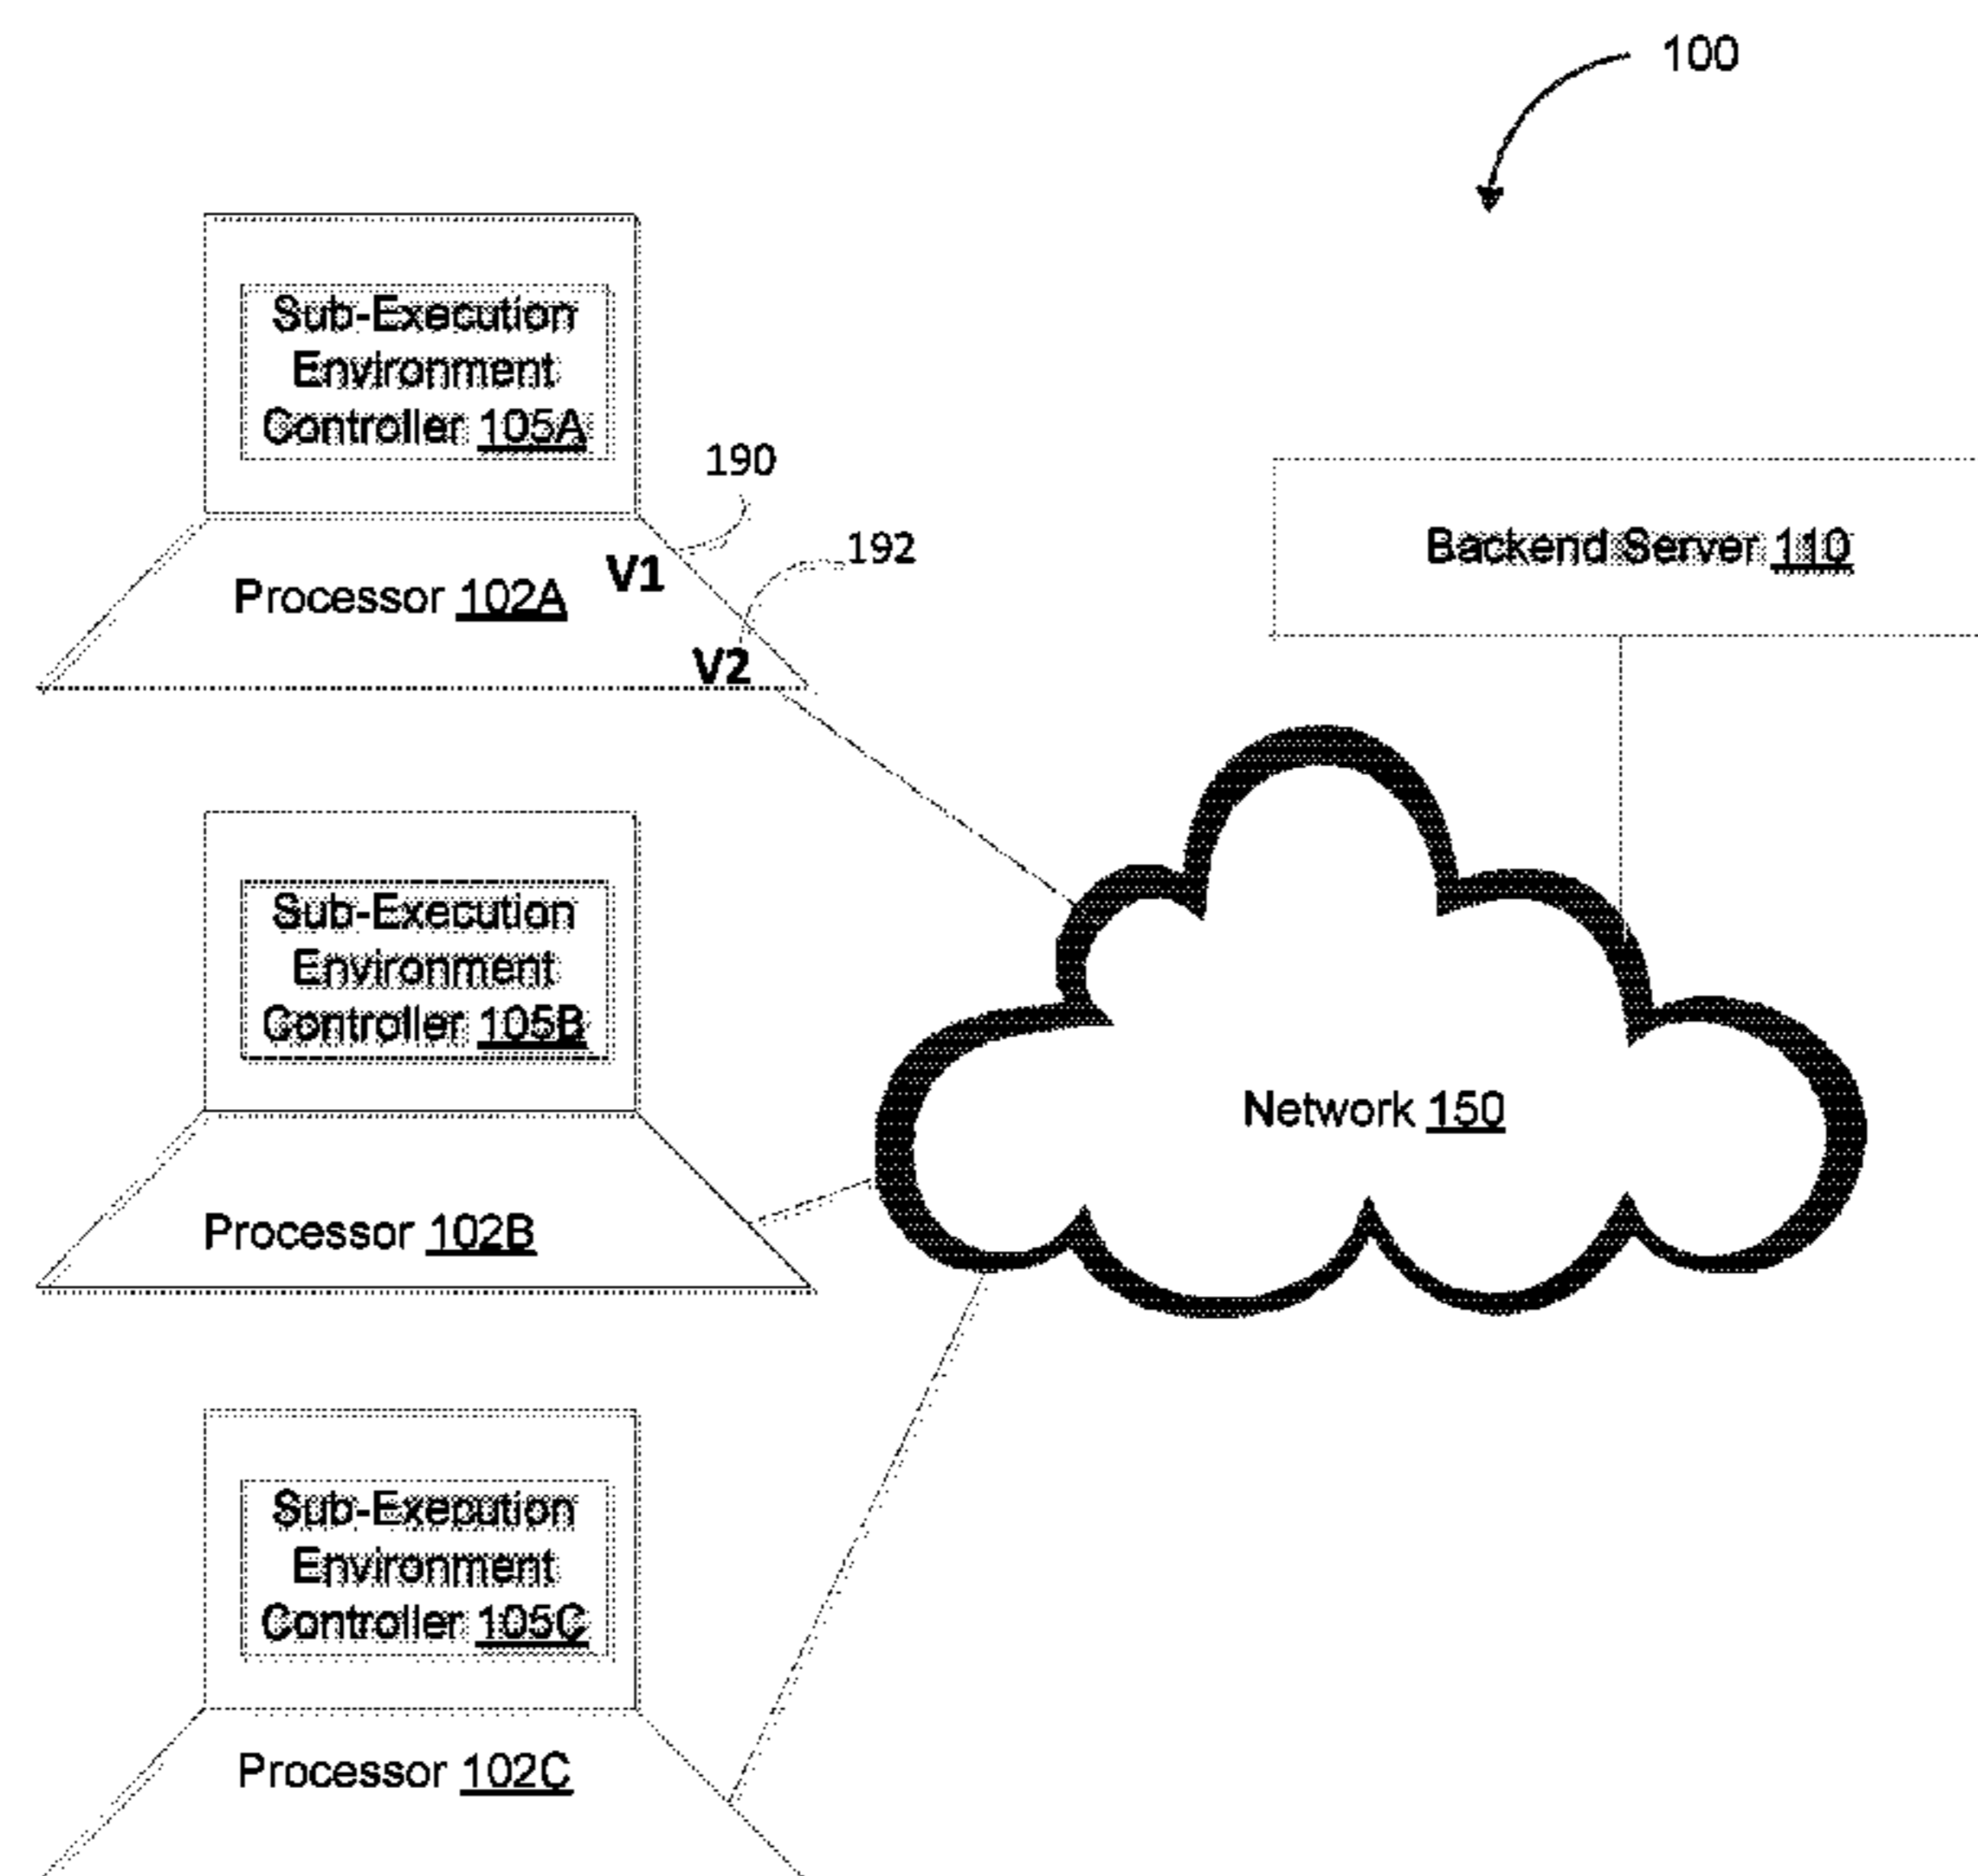 100
Sub-Execution
Environment
Controller 105A
190
192
V1
Processor 102A
V2
Backend Server 110
Sub-Execution
Environment
Controller 105B
Processor 102B
Network 150
Sub-Execution
Environment
Controller 105C
Processor 102C